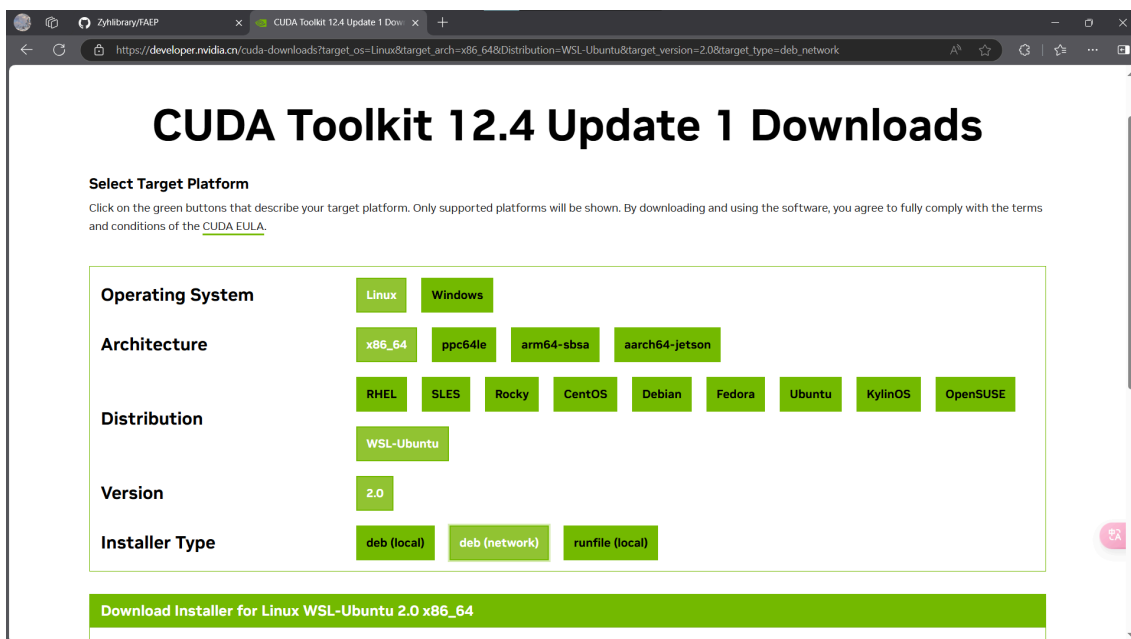 Zyhlibrary/FAEP
CUDA Toolkit 12.4 Update 1 Dow
https://developer.nvidia.cn/cuda-downloads?target_os=Linux&target_arch=x86_64&Distribution=WSL-Ubuntu&target_version=2.0&target_type=deb_network
CUDA Toolkit 12.4 Update 1 Downloads
Select Target Platform
Click on the green buttons that describe your target platform. Only supported platforms will be shown. By downloading and using the software, you agree to fully comply with the terms
and conditions of the CUDA EULA.
Operating System Linux Windows
Architecture x86_64 ppc64le arm64-sbsa aarch64-jetson
RHEL SLES Rocky CentOS Debian Fedora Ubuntu KylinOS OpenSUSE
Distribution
WSL-Ubuntu
Version 2.0
Installer Type deb (local) deb (network) runfile (local)
Download Installer for Linux WSL-Ubuntu 2.0 x86_64